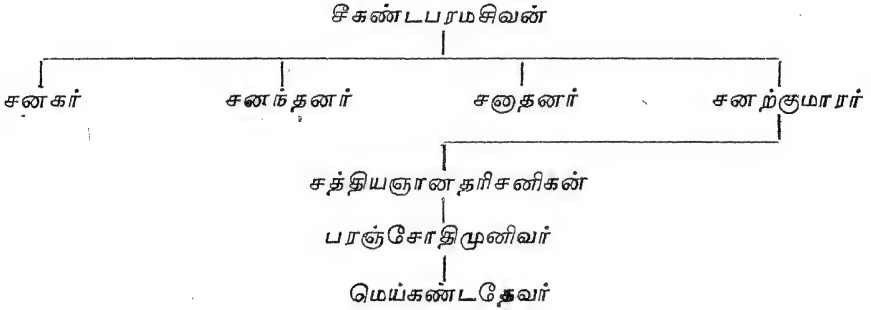 சீகண்டபரமசிவன்
சனகர் சனந்தனர் சனாதனர் சனற்குமாரர்
சத்தியஞானதரிசனிகள்
பரஞ்சோதிமுனிவர்
மெய்கண்டதேவர்